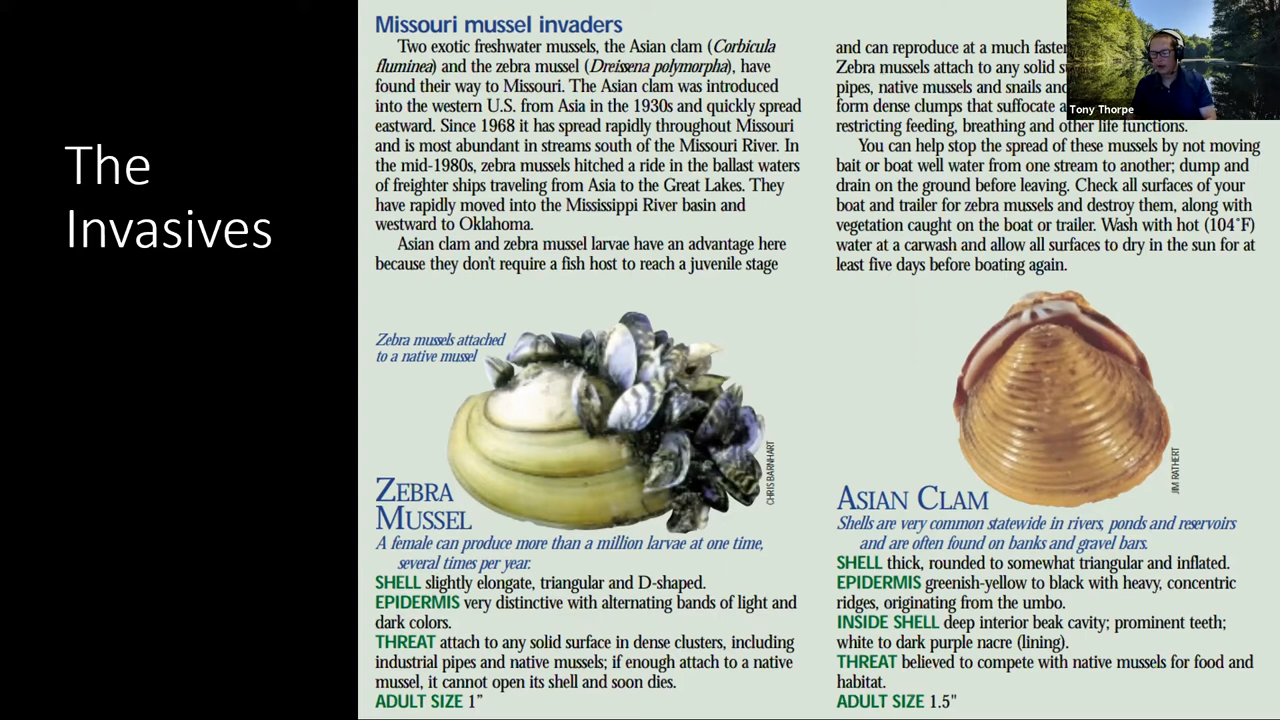 The
Invasives
Missouri mussel invaders
Two exotic freshwater mussels, the Asian clam (Corbicula
fluminea) and the zebra mussel (Dreissena polymorpha), have
found their way to Missouri. The Asian clam was introduced
into the western U.S. from Asia in the 1930s and quickly spread
eastward. Since 1968 it has spread rapidly throughout Missouri
and is most abundant in streams south of the Missouri River. In
the mid-1980s, zebra mussels hitched a ride in the ballast waters
of freighter ships traveling from Asia to the Great Lakes. They
have rapidly moved into the Mississippi River basin and
westward to Oklahoma.
Asian clam and zebra mussel larvae have an advantage here
because they don't require a fish host to reach a juvenile stage
and can reproduce at a much faster
Zebra mussels attach to any solid
pipes, native mussels and snails and
form dense clumps that suffocate
restricting feeding, breathing and other life functions.
You can help stop the spread of these mussels by not moving
bait or boat well water from one stream to another; dump and
drain on the ground before leaving. Check all surfaces of your
boat and trailer for zebra mussels and destroy them, along with
vegetation caught on the boat or trailer. Wash with hot (104˚F)
water at a carwash and allow all surfaces to dry in the sun for at
least five days before boating again.
Tony Thorpe
Zebra mussels attached
to a native mussel
CHRIS BARNHART
ZEBRA
MUSSEL
A female can produce more than a million larvae at one time,
several times per year.
SHELL slightly elongate, triangular and D-shaped.
EPIDERMIS very distinctive with alternating bands of light and
dark colors.
THREAT attach to any solid surface in dense clusters, including
industrial pipes and native mussels; if enough attach to a native
mussel, it cannot open its shell and soon dies.
ADULT SIZE 1”
JIM RATHERT
ASIAN CLAM
Shells are very common statewide in rivers, ponds and reservoirs
and are often found on banks and gravel bars.
SHELL thick, rounded to somewhat triangular and inflated.
EPIDERMIS greenish-yellow to black with heavy, concentric
ridges, originating from the umbo.
INSIDE SHELL deep interior beak cavity; prominent teeth;
white to dark purple nacre (lining).
THREAT believed to compete with native mussels for food and
habitat.
ADULT SIZE 1.5"